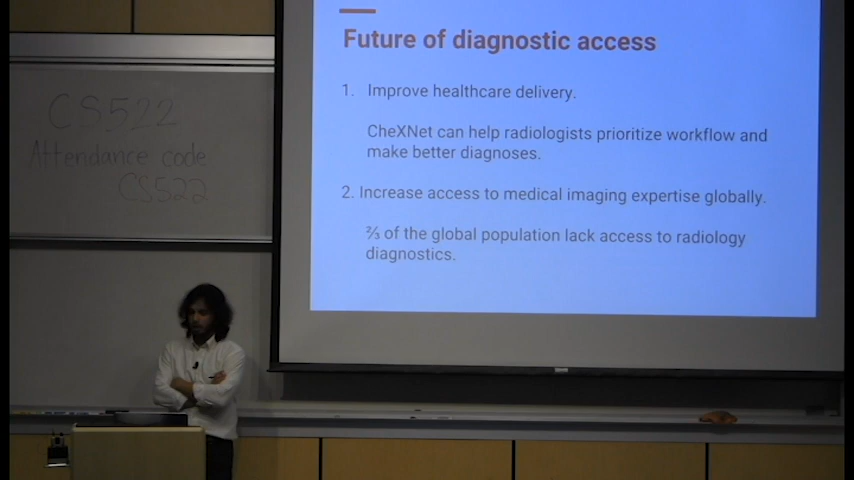 CS522
Attendance code
CS522
Future of diagnostic access
1. Improve healthcare delivery.
CheXNet can help radiologists prioritize workflow and
make better diagnoses.
2. Increase access to medical imaging expertise globally.
⅔ of the global population lack access to radiology
diagnostics.